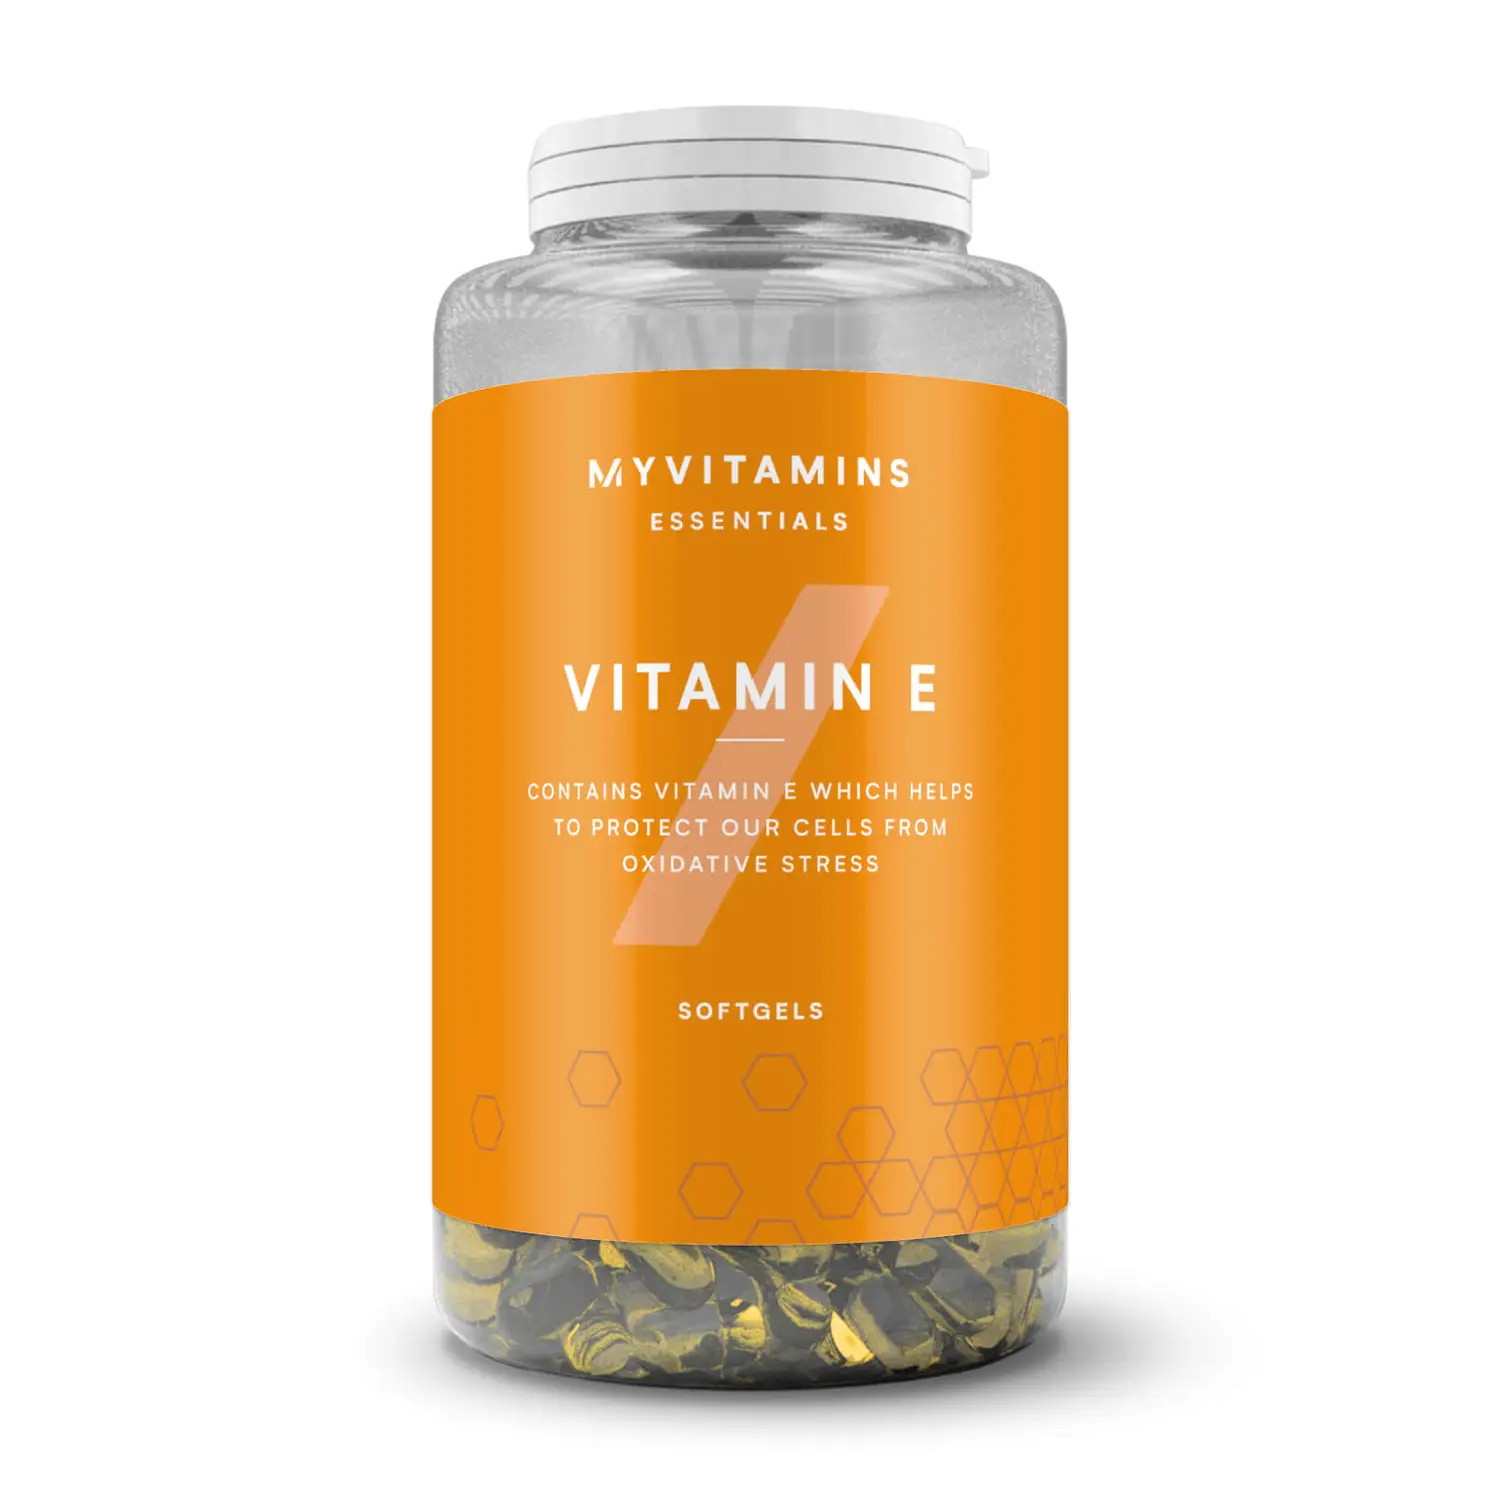 MYVITAMINS
ESSENTIALS
VITAMIN E
CONTAINS VITAMIN E WHICH HELPS
TO PROTECT OUR CELLS FROM
OXIDATIVE STRESS
SOFTGELS